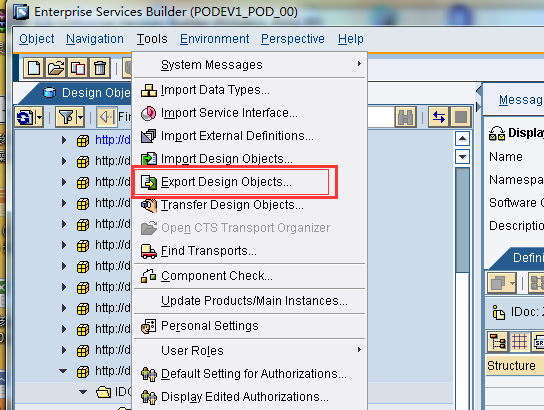 Enterprise Services Builder (PODEV1_POD_00)
Object Navigation Tools Environment Perspective Help
System Messages
Design Obje
Import Data Types...
Messag
Import Service Interface...
Fin
Import External Definitions...
http://d
Display
Import Design Objects...
http://d
Name
Export Design Objects...
http://d
Namespa
Transfer Design Objects...
http://d
Software C
Open CTS Transport Organizer
http://d
Descriptio
Find Transports...
http://d
Defini
Component Check...
http://d
Update Products/Main Instances...
http://d
IDoc: Z
Personal Settings
http://d
User Roles
http://d
SR
Structure
Default Setting for Authorizations...
http://d
IDO
Display Edited Authorizations...